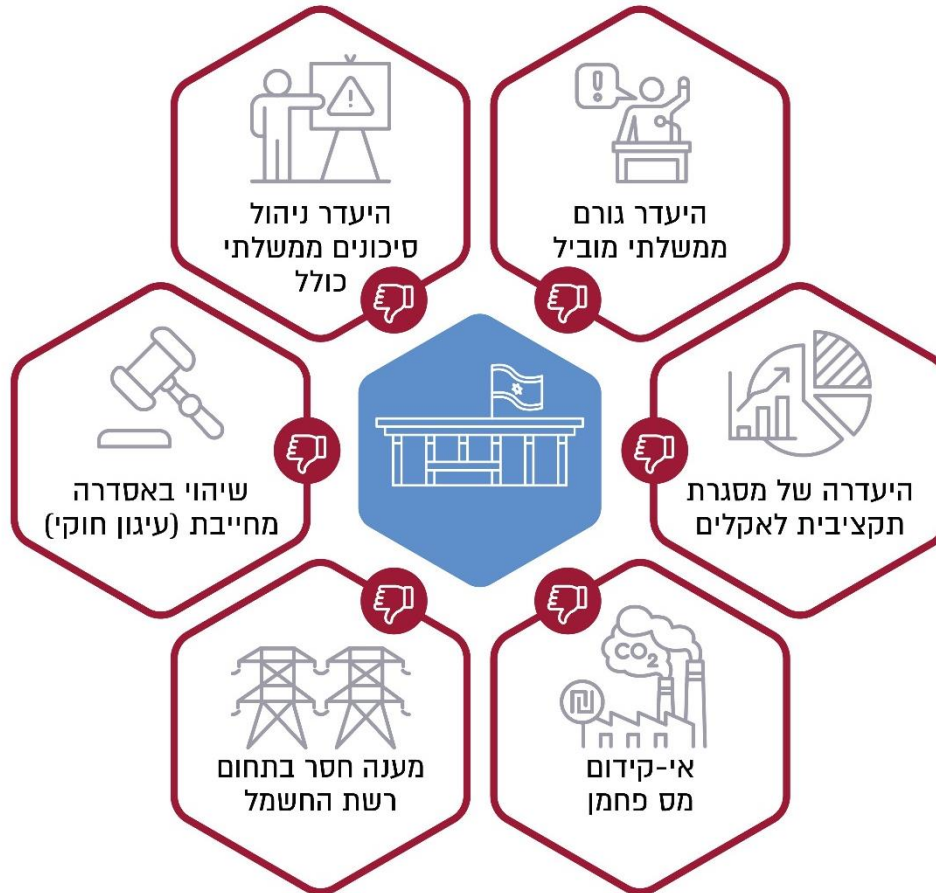 היעדר גורם
ממשלתי מוביל
היעדר ניהול
סיכונים ממשלתי
כולל
היעדרה של מסגרת
תקציבית לאקלים
שיהוי באסדרה
מחייבת (עיגון חוקי)
CO₂
₪
אי-קידום
מס פחמן
מענה חסר בתחום
רשת החשמל